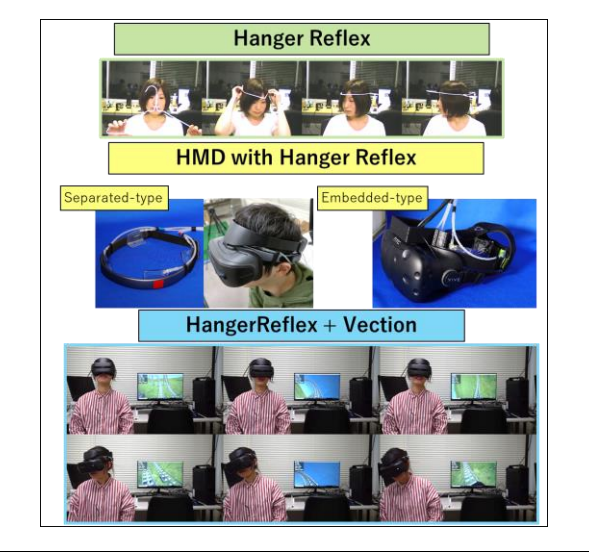 Hanger Reflex
HMD with Hanger Reflex
Separated-type
Embedded-type
HangerReflex + Vection